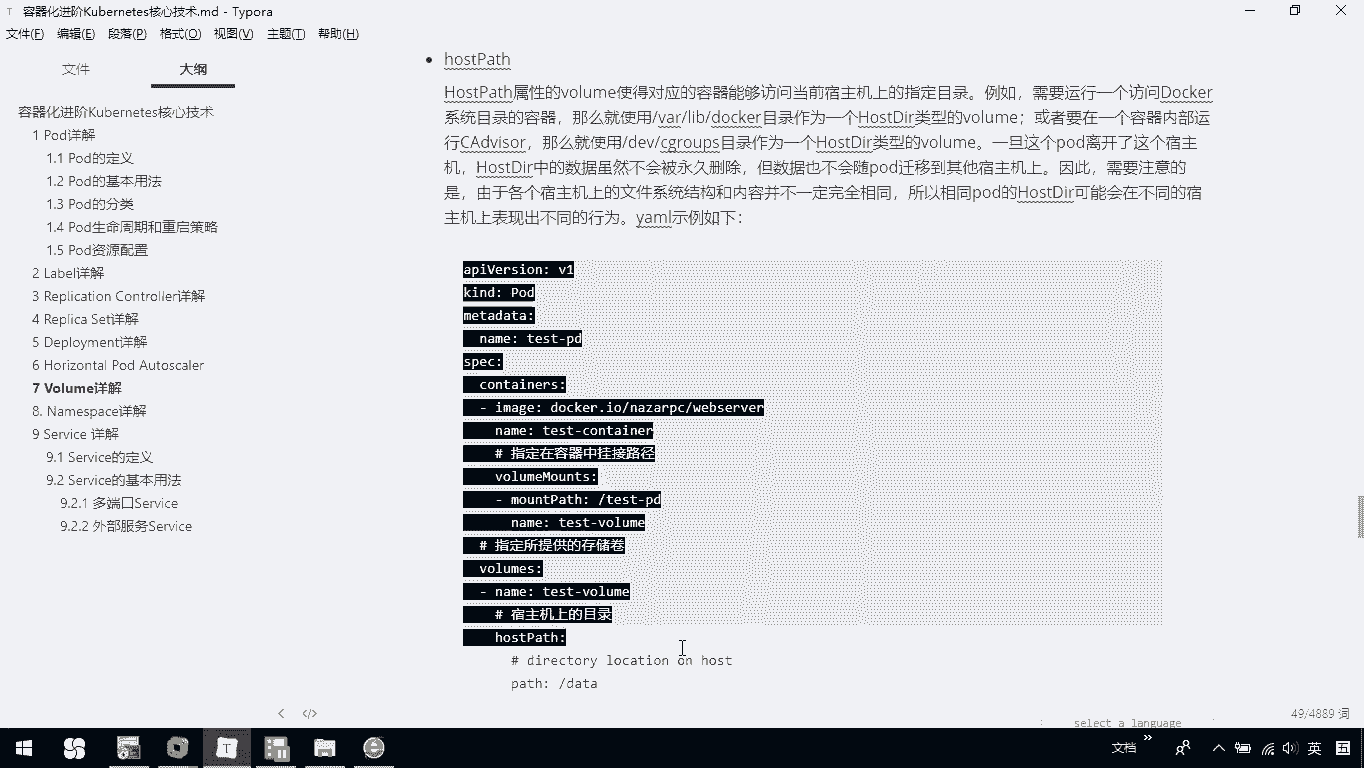 容器化进阶Kubernetes核心技术.md - Typora
文件(F) 编辑(E) 段落(P) 格式(O) 视图(V) 主题(T) 帮助(H)
文件 大纲
容器化进阶Kubernetes核心技术
1 Pod详解
1.1 Pod的定义
1.2 Pod的基本用法
1.3 Pod的分类
1.4 Pod生命周期和重启策略
1.5 Pod资源配置
2 Label详解
3 Replication Controller详解
4 Replica Set详解
5 Deployment详解
6 Horizontal Pod Autoscaler
7 Volume详解
8. Namespace详解
9 Service 详解
9.1 Service的定义
9.2 Service的基本用法
9.2.1 多端口Service
9.2.2 外部服务Service
hostPath
HostPath属性的volume使得对应的容器能够访问当前宿主机上的指定目录。例如，需要运行一个访问Docker
系统目录的容器，那么就使用/var/lib/docker目录作为一个HostDir类型的volume；或者要在一个容器内部运
行CAdvisor，那么就使用/dev/cgroups目录作为一个HostDir类型的volume。一旦这个pod离开了这个宿主
机，HostDir中的数据虽然不会被永久删除，但数据也不会随pod迁移到其他宿主机上。因此，需要注意的
是，由于各个宿主机上的文件系统结构和内容并不一定完全相同，所以相同pod的HostDir可能会在不同的宿
主机上表现出不同的行为。yaml示例如下：
apiVersion: v1
kind: Pod
metadata:
  name: test-pd
spec:
  containers:
  - image: docker.io/nazarpc/webserver
    name: test-container
    # 指定在容器中挂接路径
    volumeMounts:
    - mountPath: /test-pd
      name: test-volume
  # 指定所提供的存储卷
  volumes:
  - name: test-volume
    # 宿主机上的目录
    hostPath:
      # directory location on host
      path: /data
select a language
49/4889 词
文档
英